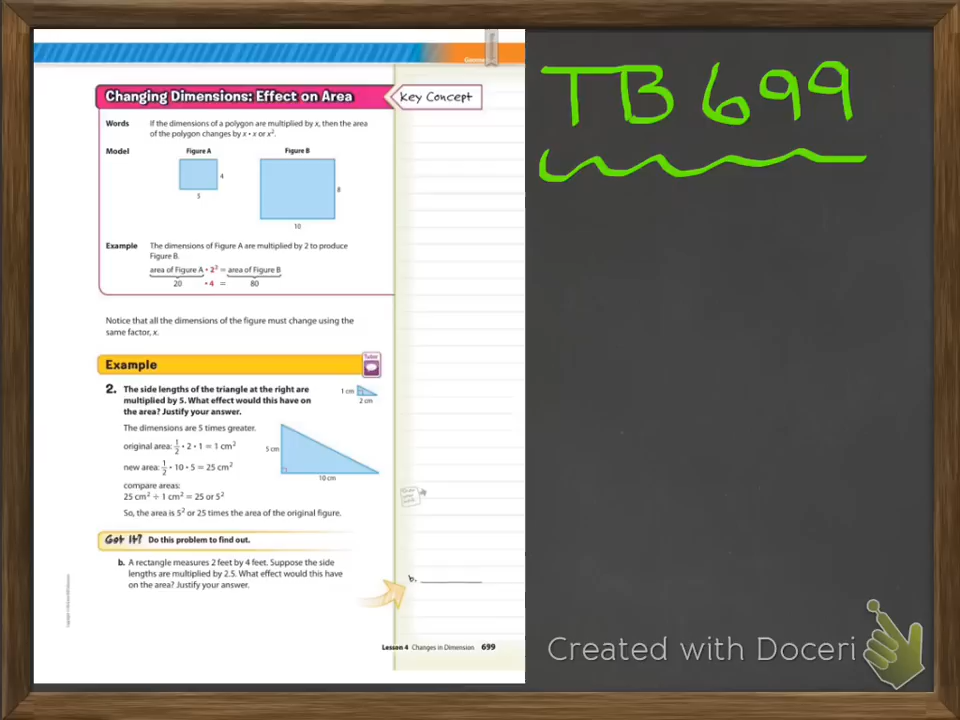 Changing Dimensions: Effect on Area
Key Concept
Words If the dimensions of a polygon are multiplied by x, then the area
of the polygon changes by x • x or x².
Model
Figure A
Figure B
4
5
8
10
Example The dimensions of Figure A are multiplied by 2 to produce
Figure B.
area of Figure A • 2² = area of Figure B
20 • 4 = 80
Notice that all the dimensions of the figure must change using the
same factor, x.
Example
Tutor
2. The side lengths of the triangle at the right are
multiplied by 5. What effect would this have on
the area? Justify your answer.
1 cm
2 cm
The dimensions are 5 times greater.
original area: 1/2 • 2 • 1 = 1 cm²
new area: 1/2 • 10 • 5 = 25 cm²
5 cm
10 cm
compare areas:
25 cm² ÷ 1 cm² = 25 or 5²
So, the area is 5² or 25 times the area of the original figure.
Show your work.
Got It? Do this problem to find out.
b. A rectangle measures 2 feet by 4 feet. Suppose the side
lengths are multiplied by 2.5. What effect would this have
on the area? Justify your answer.
b. ________
Lesson 4 Changes in Dimension 699
TB 699
Created with Doceri